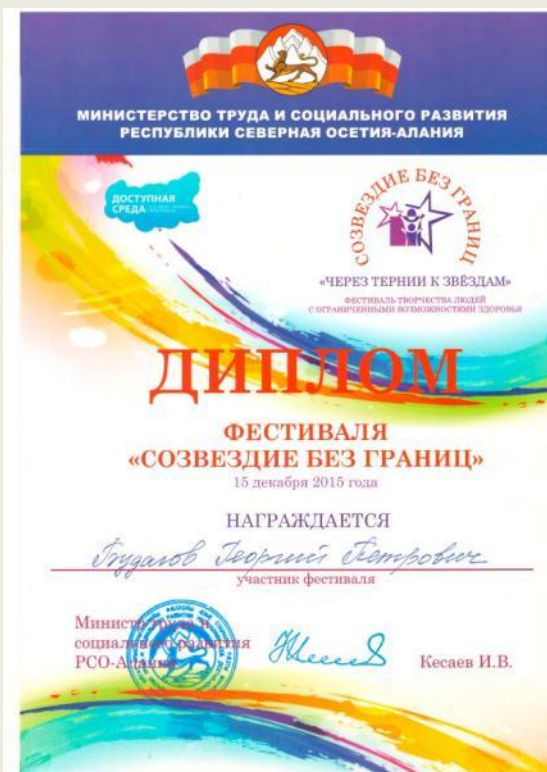 МИНИСТЕРСТВО ТРУДА И СОЦИАЛЬНОГО РАЗВИТИЯ
РЕСПУБЛИКИ СЕВЕРНАЯ ОСЕТИЯ-АЛАНИЯ
ДОСТУПНАЯ
СРЕДА
СОЗВЕЗДИЕ БЕЗ ГРАНИЦ
«ЧЕРЕЗ ТЕРНИИ К ЗВЁЗДАМ»
ФЕСТИВАЛЬ ТВОРЧЕСТВА ЛЮДЕЙ
С ОГРАНИЧЕННЫМИ ВОЗМОЖНОСТЯМИ ЗДОРОВЬЯ
ДИПЛОМ
ФЕСТИВАЛЯ
«СОЗВЕЗДИЕ БЕЗ ГРАНИЦ»
15 декабря 2015 года
НАГРАЖДАЕТСЯ
Георгий Петрович
участник фестиваля
Министр труда и
социального развития
РСО-Алания
Кесаев И.В.